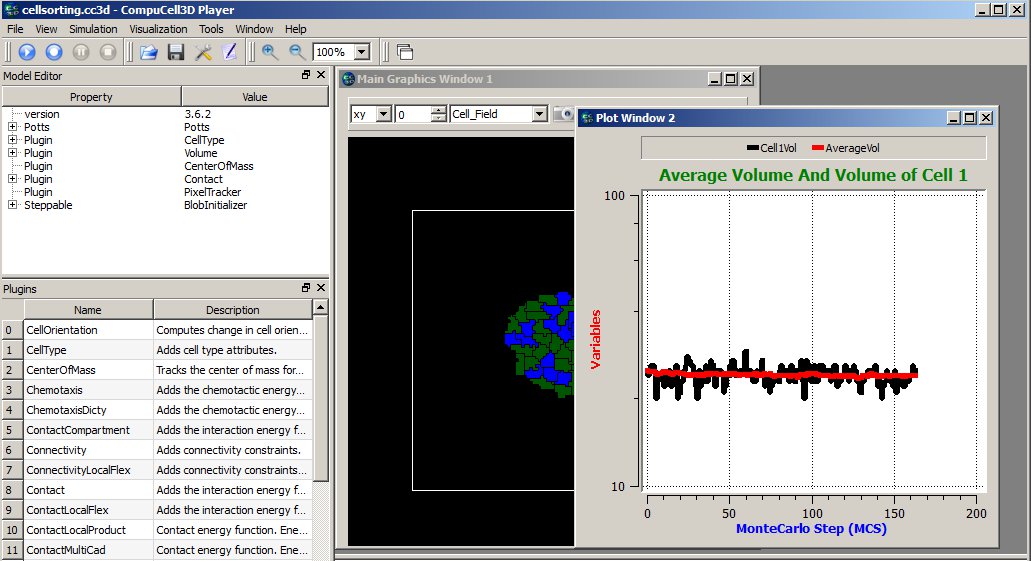 cellsorting.cc3d - CompuCell3D Player
File View Simulation Visualization Tools Window Help
100%
Model Editor
Property Value
version 3.6.2
Potts Potts
Plugin CellType
Plugin Volume
Plugin CenterOfMass
Plugin Contact
Plugin PixelTracker
Steppable BlobInitializer
Plugins
Name Description
0 CellOrientation Computes change in cell orien...
1 CellType Adds cell type attributes.
2 CenterOfMass Tracks the center of mass for...
3 Chemotaxis Adds the chemotactic energy...
4 ChemotaxisDicty Adds the chemotactic energy...
5 ContactCompartment Adds the interaction energy f...
6 Connectivity Adds connectivity constraints.
7 ConnectivityLocalFlex Adds connectivity constraints...
8 Contact Adds the interaction energy f...
9 ContactLocalFlex Adds the interaction energy f...
10 ContactLocalProduct Contact energy function. Ene...
11 ContactMultiCad Contact energy function. Ene...
Main Graphics Window 1
xy 0 Cell_Field
Plot Window 2
Cell1Vol AverageVol
Average Volume And Volume of Cell 1
100
Variables
10
0 50 100 150 200
MonteCarlo Step (MCS)